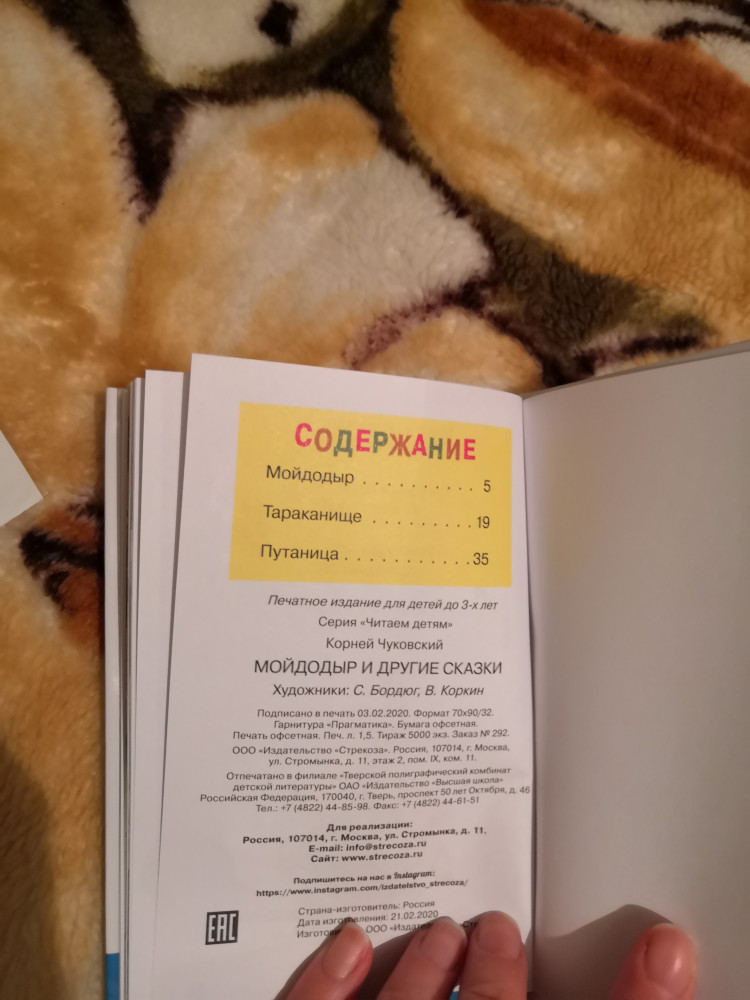 СОДЕРЖАНИЕ
Мойдодыр . . . . . . . . . . 5
Тараканище . . . . . . . . . 19
Путаница . . . . . . . . . . . 35
Печатное издание для детей до 3-х лет
Серия «Читаем детям»
Корней Чуковский
МОЙДОДЫР И ДРУГИЕ СКАЗКИ
Художники: С. Бордюг, В. Коркин
Подписано в печать 03.02.2020. Формат 70х90/32.
Гарнитура «Прагматика». Бумага офсетная.
Печать офсетная. Печ. л. 1,5. Тираж 5000 экз. Заказ № 292.
ООО «Издательство «Стрекоза». Россия, 107014, г. Москва,
ул. Стромынка, д. 11, этаж 2, пом. IX, ком. 11.
Отпечатано в филиале «Тверской полиграфический комбинат
детской литературы» ОАО «Издательство «Высшая школа»
Российская Федерация, 170040, г. Тверь, проспект 50 лет Октября, д. 46
Тел.: +7 (4822) 44-85-98. Факс: +7 (4822) 44-61-51
Для реализации:
Россия, 107014, г. Москва, ул. Стромынка, д. 11.
E-mail: info@strecoza.ru
Сайт: www.strecoza.ru
Подпишитесь на нас в Instagram:
https://www.instagram.com/izdatelstvo_strecoza/
EAC
Страна-изготовитель: Россия
Дата изготовления: 21.02.2020
ООО